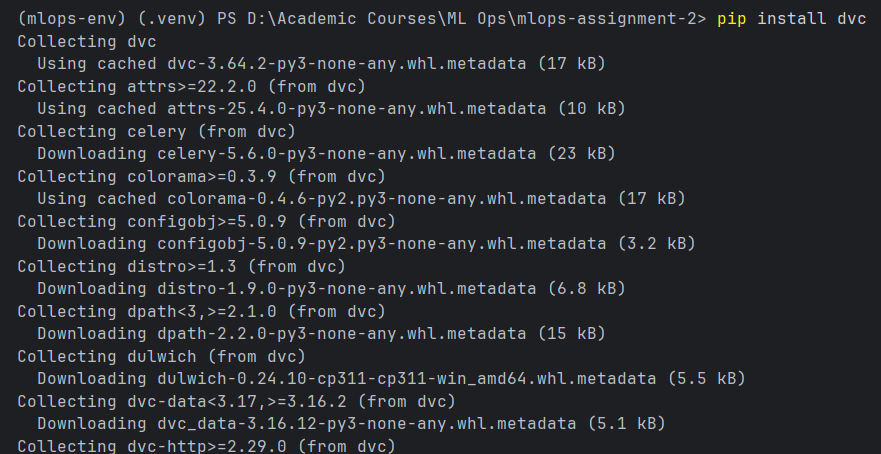 (mlops-env) (.venv) PS D:\Academic Courses\ML Ops\mlops-assignment-2> pip install dvc
Collecting dvc
  Using cached dvc-3.64.2-py3-none-any.whl.metadata (17 kB)
Collecting attrs>=22.2.0 (from dvc)
  Using cached attrs-25.4.0-py3-none-any.whl.metadata (10 kB)
Collecting celery (from dvc)
  Downloading celery-5.6.0-py3-none-any.whl.metadata (23 kB)
Collecting colorama>=0.3.9 (from dvc)
  Using cached colorama-0.4.6-py2.py3-none-any.whl.metadata (17 kB)
Collecting configobj>=5.0.9 (from dvc)
  Downloading configobj-5.0.9-py2.py3-none-any.whl.metadata (3.2 kB)
Collecting distro>=1.3 (from dvc)
  Downloading distro-1.9.0-py3-none-any.whl.metadata (6.8 kB)
Collecting dpath<3,>=2.1.0 (from dvc)
  Downloading dpath-2.2.0-py3-none-any.whl.metadata (15 kB)
Collecting dulwich (from dvc)
  Downloading dulwich-0.24.10-cp311-cp311-win_amd64.whl.metadata (5.5 kB)
Collecting dvc-data<3.17,>=3.16.2 (from dvc)
  Downloading dvc_data-3.16.12-py3-none-any.whl.metadata (5.1 kB)
Collecting dvc-http>=2.29.0 (from dvc)